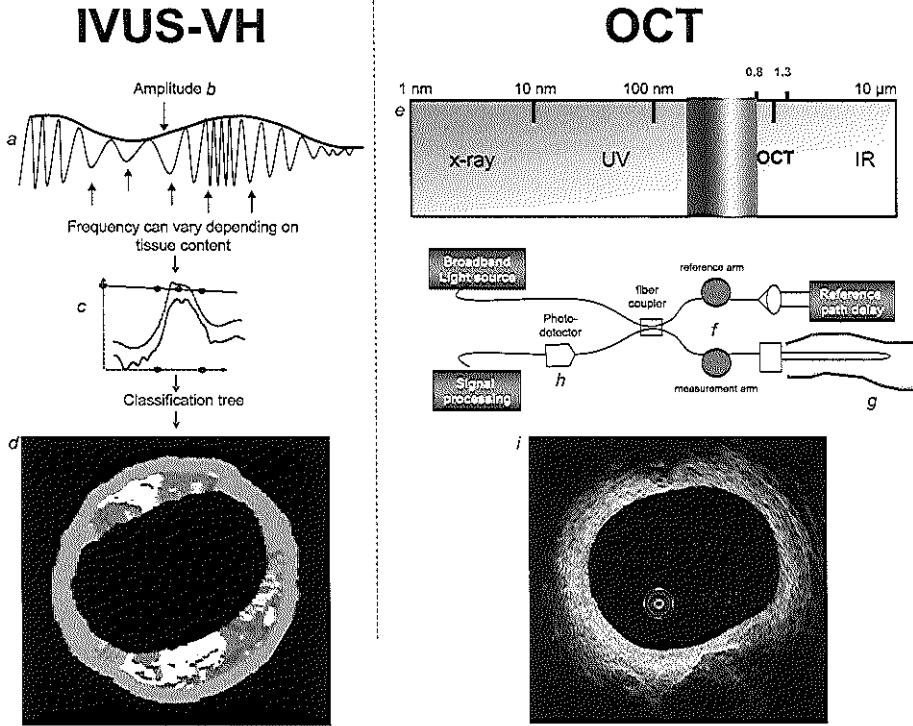 IVUS-VH
Amplitude b
a
Frequency can vary depending on
tissue content
c
Classification tree
d
OCT
0.8 1.3
1 nm 10 nm 100 nm 10 µm
e
x-ray UV OCT IR
Broadband
Light source
reference arm
fiber
coupler
Reference
path delay
Photo-
detector
f
h
Signal
processing
measurement arm
g
i